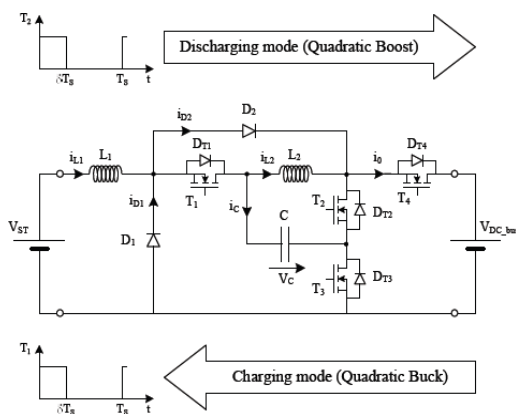 T2
δTS TS t
Discharging mode (Quadratic Boost)
iD2 D2
iL1 L1 DT1 iL2 L2 i0 DT4
T1 T4
iD1 iC T2 DT2
VST D1 C VDC_bu
VC T3 DT3
T1
δTS TS t
Charging mode (Quadratic Buck)